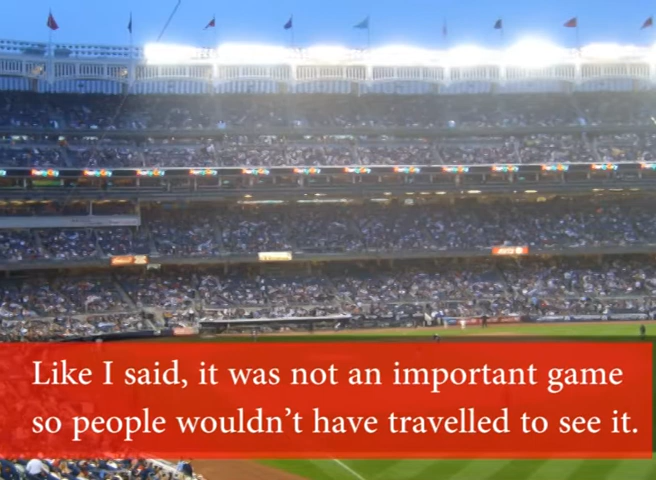 Like I said, it was not an important game
so people wouldn't have travelled to see it.